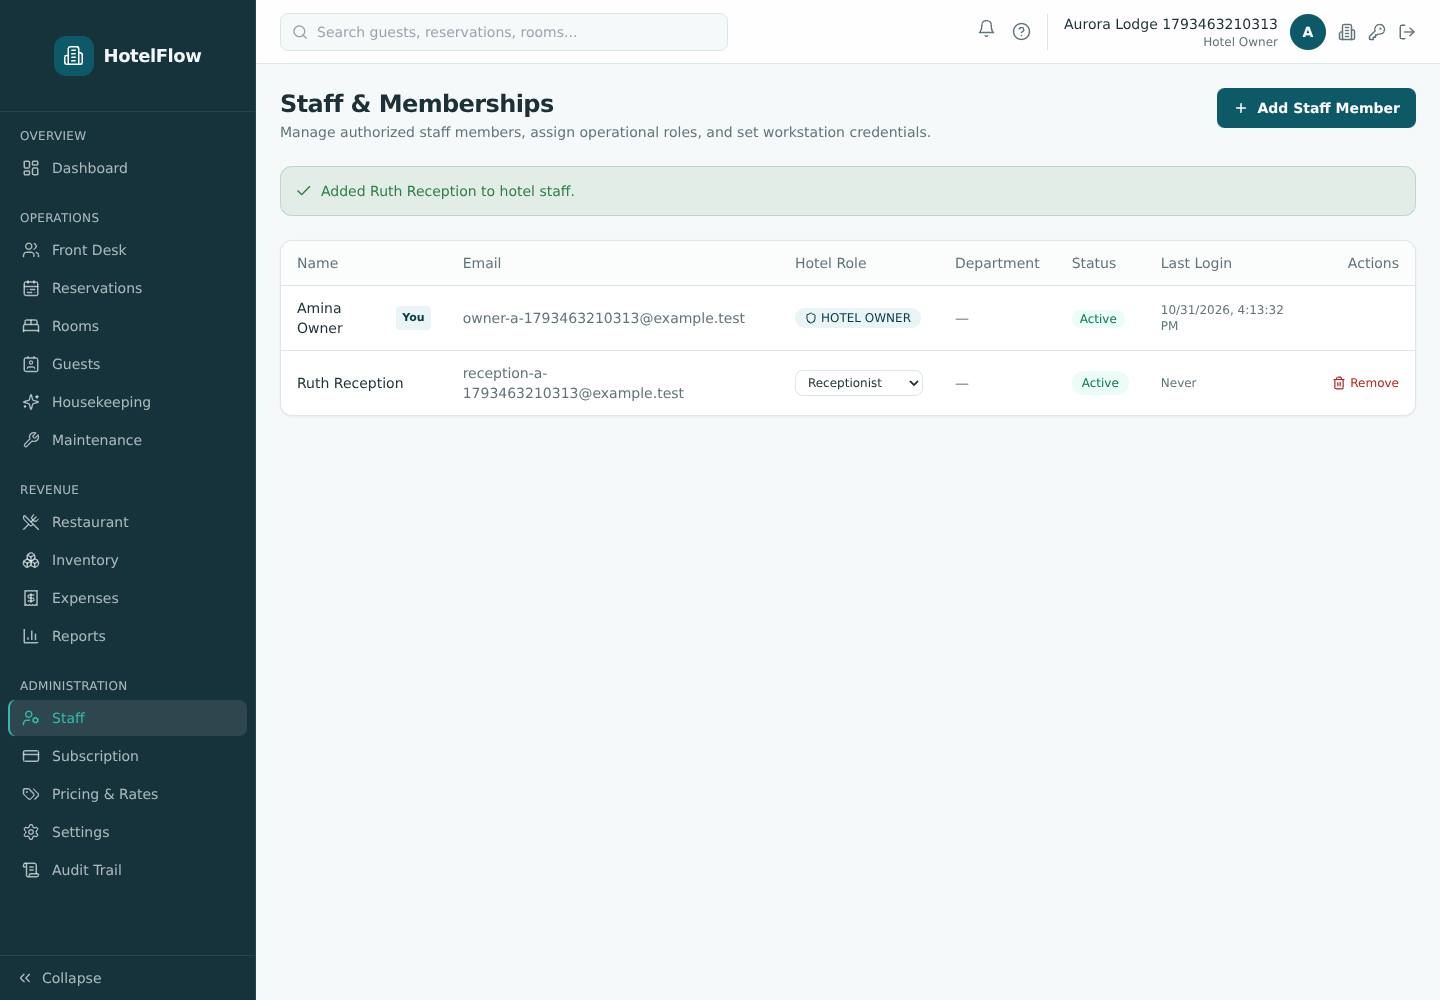 HotelFlow
OVERVIEW
Dashboard
OPERATIONS
Front Desk
Reservations
Rooms
Guests
Housekeeping
Maintenance
REVENUE
Restaurant
Inventory
Expenses
Reports
ADMINISTRATION
Staff
Subscription
Pricing & Rates
Settings
Audit Trail
Collapse
Search guests, reservations, rooms...
Aurora Lodge 1793463210313
Hotel Owner
A
Staff & Memberships
Manage authorized staff members, assign operational roles, and set workstation credentials.
Add Staff Member
Added Ruth Reception to hotel staff.
Name Email Hotel Role Department Status Last Login Actions
Amina
Owner
You
owner-a-1793463210313@example.test
HOTEL OWNER
—
Active
10/31/2026, 4:13:32
PM
Ruth Reception
reception-a-
1793463210313@example.test
Receptionist
—
Active
Never
Remove